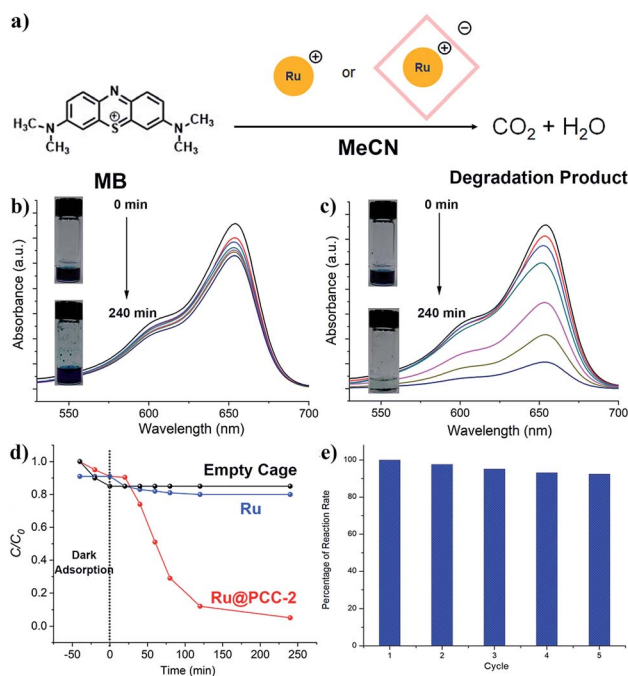 a)
Ru
⊕
or
Ru
⊕
⊖
N
S
⊕
H₃C
N
CH₃
N
CH₃
CH₃
MeCN
CO₂ + H₂O
MB
Degradation Product
b)
0 min
240 min
Absorbance (a.u.)
550 600 650 700
Wavelength (nm)
c)
0 min
240 min
Absorbance (a.u.)
550 600 650 700
Wavelength (nm)
d)
1.0
0.8
0.6
0.4
0.2
0.0
C/C₀
Empty Cage
Ru
Dark
Adsorption
Ru@PCC-2
-50 0 50 100 150 200 250
Time (min)
e)
100
80
60
40
20
0
Percentage of Reaction Rate
1 2 3 4 5
Cycle